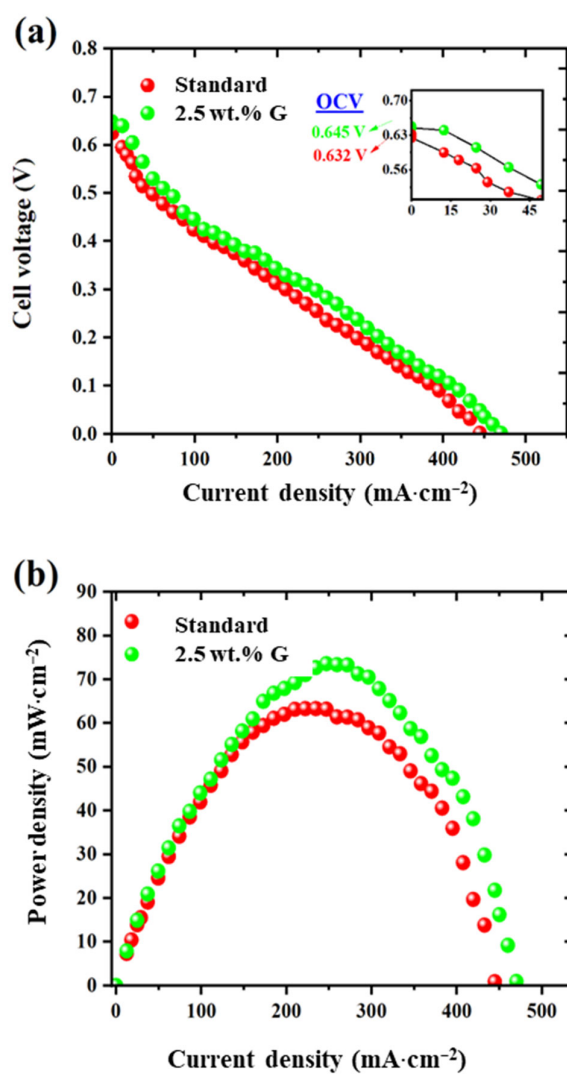 (a)
0.8
0.7
0.6
0.5
0.4
0.3
0.2
0.1
0.0
Cell voltage (V)
Standard
2.5 wt.% G
OCV
0.645 V
0.632 V
0.70
0.63
0.56
0 15 30 45
0 100 200 300 400 500
Current density (mA·cm⁻²)
(b)
90
80
70
60
50
40
30
20
10
0
Power density (mW·cm⁻²)
Standard
2.5 wt.% G
0 100 200 300 400 500
Current density (mA·cm⁻²)